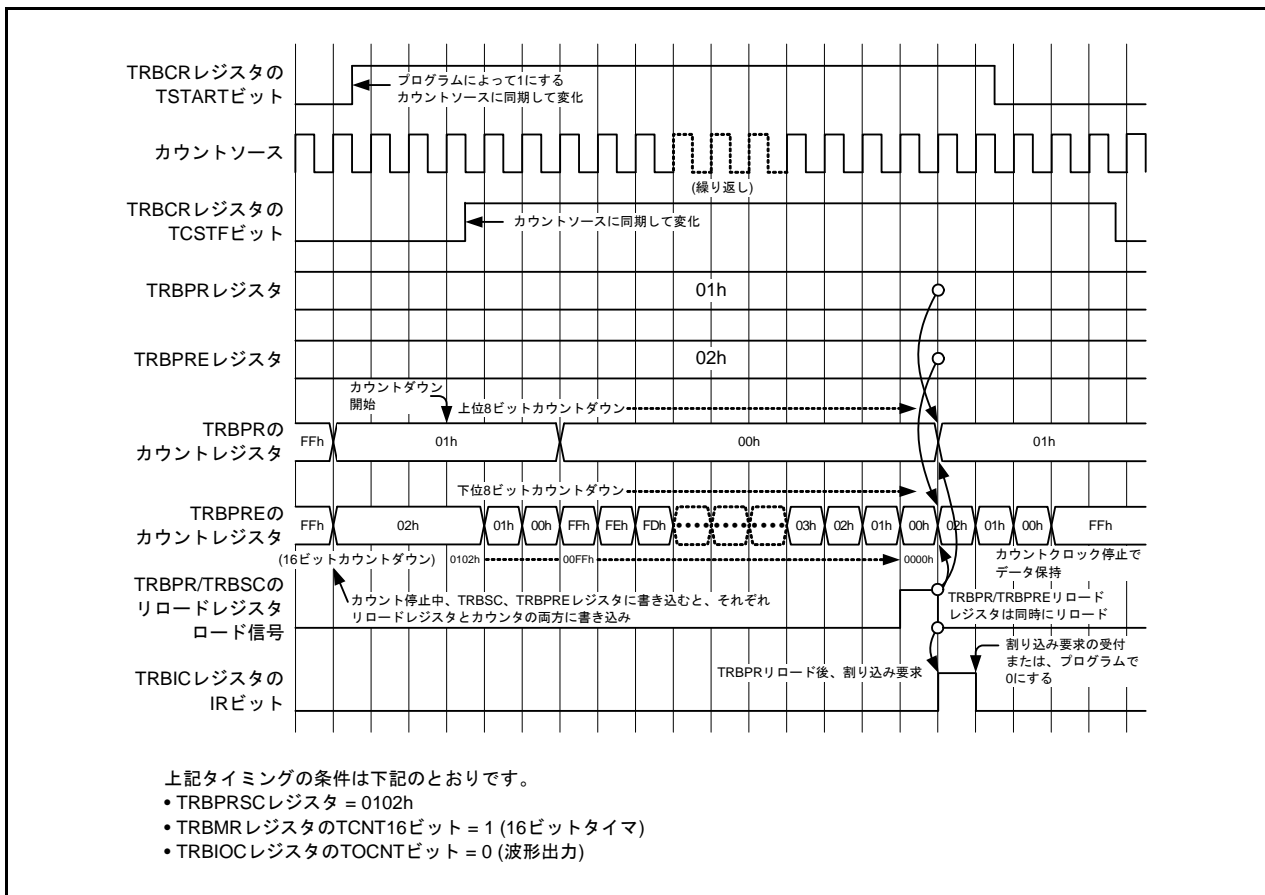 TRBCRレジスタの
TSTARTビット
プログラムによって1にする
カウントソースに同期して変化
カウントソース
(繰り返し)
TRBCRレジスタの
TCSTFビット
カウントソースに同期して変化
TRBPRレジスタ
01h
TRBPREレジスタ
02h
カウントダウン
開始
上位8ビットカウントダウン
TRBPRの
カウントレジスタ
FFh
01h
00h
01h
下位8ビットカウントダウン
TRBPREの
カウントレジスタ
FFh
02h
01h
00h
FFh
FEh
FDh
03h
02h
01h
00h
02h
01h
00h
FFh
(16ビットカウントダウン)
0102h
00FFh
0000h
カウントクロック停止で
データ保持
TRBPR/TRBSCの
リロードレジスタ
ロード信号
カウント停止中、TRBSC、TRBPREレジスタに書き込むと、それぞれ
リロードレジスタとカウンタの両方に書き込み
TRBPR/TRBPREリロード
レジスタは同時にリロード
TRBICレジスタの
IRビット
TRBPRリロード後、割り込み要求
割り込み要求の受付
または、プログラムで
0にする
上記タイミングの条件は下記のとおりです。
• TRBPRSCレジスタ = 0102h
• TRBMRレジスタのTCNT16ビット = 1 (16ビットタイマ)
• TRBIOCレジスタのTOCNTビット = 0 (波形出力)